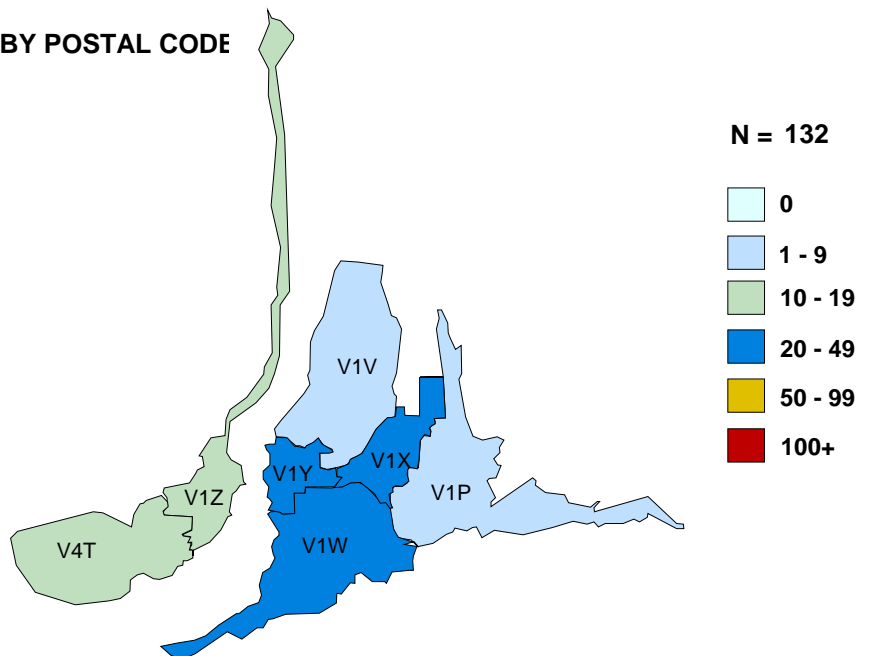 BY POSTAL CODE
N = 132
0
1 - 9
10 - 19
20 - 49
50 - 99
100+
V1V
V1X
V1Y
V1P
V1Z
V1W
V4T